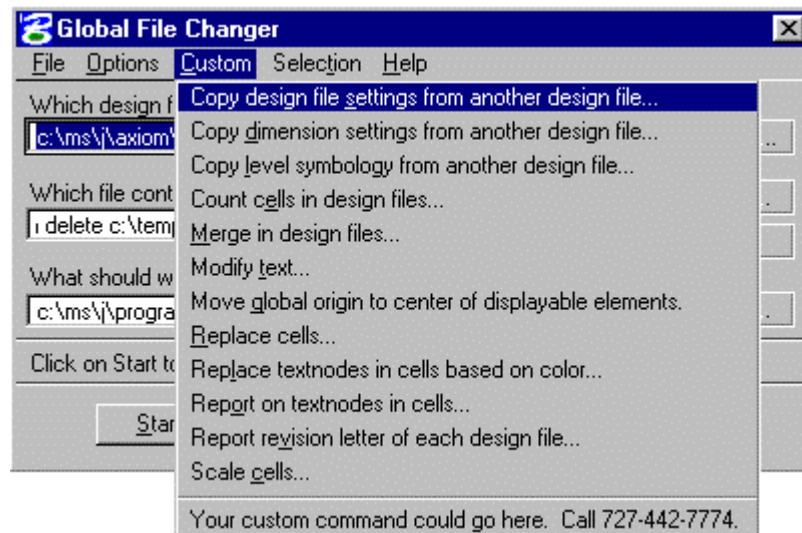 Global File Changer
File Options Custom Selection Help
Which design f
c:\ms\j\axiom\
..
Which file cont
delete c:\temp
.
What should w
c:\ms\j\progra
.
Click on Start to
Star
Copy design file settings from another design file...
Copy dimension settings from another design file...
Copy level symbology from another design file...
Count cells in design files...
Merge in design files...
Modify text...
Move global origin to center of displayable elements.
Replace cells...
Replace textnodes in cells based on color...
Report on textnodes in cells...
Report revision letter of each design file...
Scale cells...
Your custom command could go here. Call 727-442-7774.